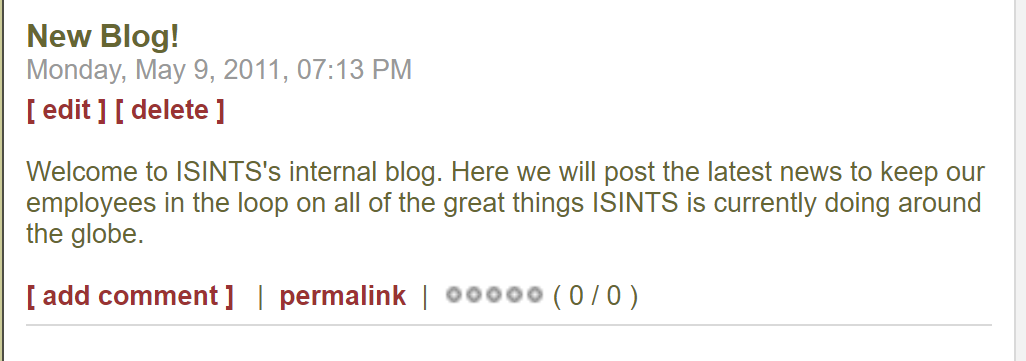 New Blog!
Monday, May 9, 2011, 07:13 PM
[ edit ] [ delete ]
Welcome to ISINTS's internal blog. Here we will post the latest news to keep our
employees in the loop on all of the great things ISINTS is currently doing around
the globe.
[ add comment ] | permalink | ( 0 / 0 )